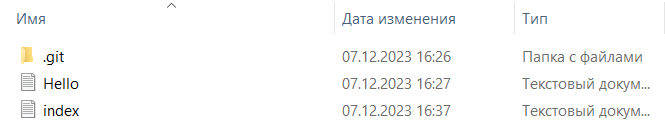 Имя Дата изменения Тип
.git 07.12.2023 16:26 Папка с файлами
Hello 07.12.2023 16:27 Текстовый докум...
index 07.12.2023 16:37 Текстовый докум...